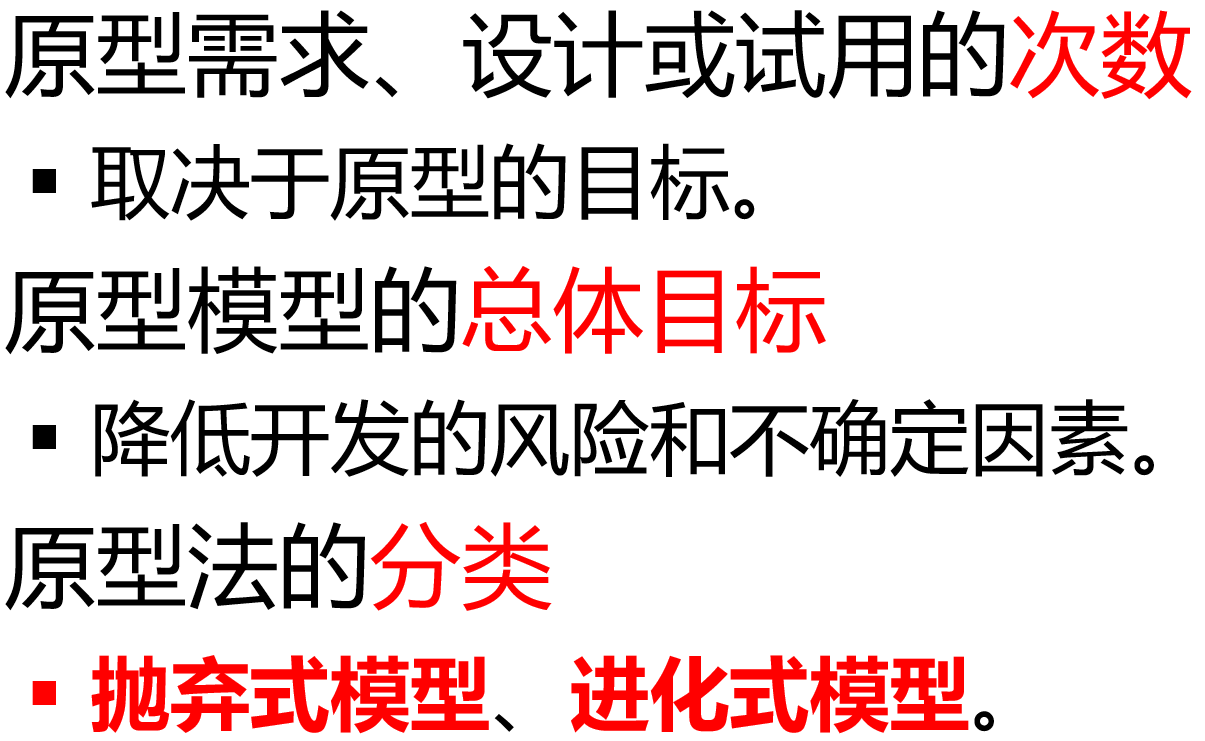 原型需求、设计或试用的次数
▪ 取决于原型的目标。
原型模型的总体目标
▪ 降低开发的风险和不确定因素。
原型法的分类
▪ 抛弃式模型、进化式模型。